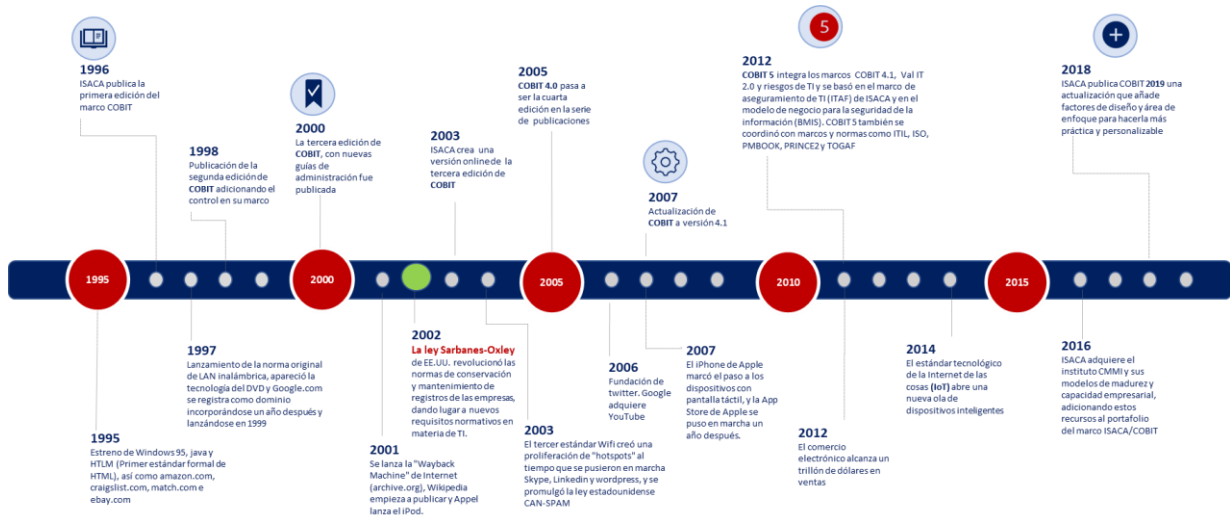 1996
ISACA publica la
primera edición del
marco COBIT
1998
Publicación de la
segunda edición de
COBIT adicionando el
control en su marco
2000
La tercera edición de
COBIT, con nuevas
guías de
administración fue
publicada
2003
ISACA crea una
versión online de la
tercera edición de
COBIT
2005
COBIT 4.0 pasa a
ser la cuarta
edición en la serie
de publicaciones
2007
Actualización de
COBIT a versión 4.1
5
2012
COBIT 5 integra los marcos COBIT 4.1, Val IT
2.0 y riesgos de TI y se basó en el marco de
aseguramiento de TI (ITAF) de ISACA y en el
modelo de negocio para la seguridad de la
información (BMIS). COBIT 5 también se
coordinó con marcos y normas como ITIL, ISO,
PMBOOK, PRINCE2 y TOGAF
2018
ISACA publica COBIT 2019 una
actualización que añade
factores de diseño y área de
enfoque para hacerla más
práctica y personalizable
1995
2000
2005
2010
2015
1995
Estreno de Windows 95, java y
HTLM (Primer estándar formal de
HTML), así como amazon.com,
craigslist.com, match.com e
ebay.com
1997
Lanzamiento de la norma original
de LAN inalámbrica, apareció la
tecnología del DVD y Google.com
se registra como dominio
incorporándose un año después y
lanzándose en 1999
2001
Se lanza la "Wayback
Machine" de Internet
(archive.org), Wikipedia
empieza a publicar y Appel
lanza el iPod.
2002
La ley Sarbanes-Oxley
de EE.UU. revolucionó las
normas de conservación
y mantenimiento de
registros de las empresas,
dando lugar a nuevos
requisitos normativos en
materia de TI.
2003
El tercer estándar Wifi creó una
proliferación de "hotspots" al
tiempo que se pusieron en marcha
Skype, Linkedin y wordpress, y se
promulgó la ley estadounidense
CAN-SPAM
2006
Fundación de
twitter. Google
adquiere
YouTube
2007
El iPhone de Apple
marcó el paso a los
dispositivos con
pantalla táctil, y la App
Store de Apple se
puso en marcha un
año después.
2012
El comercio
electrónico alcanza un
trillón de dólares en
ventas
2014
El estándar tecnológico
de la Internet de las
cosas (IoT) abre una
nueva ola de
dispositivos inteligentes
2016
ISACA adquiere el
instituto CMMI y sus
modelos de madurez y
capacidad empresarial,
adicionando estos
recursos al portafolio
del marco ISACA/COBIT